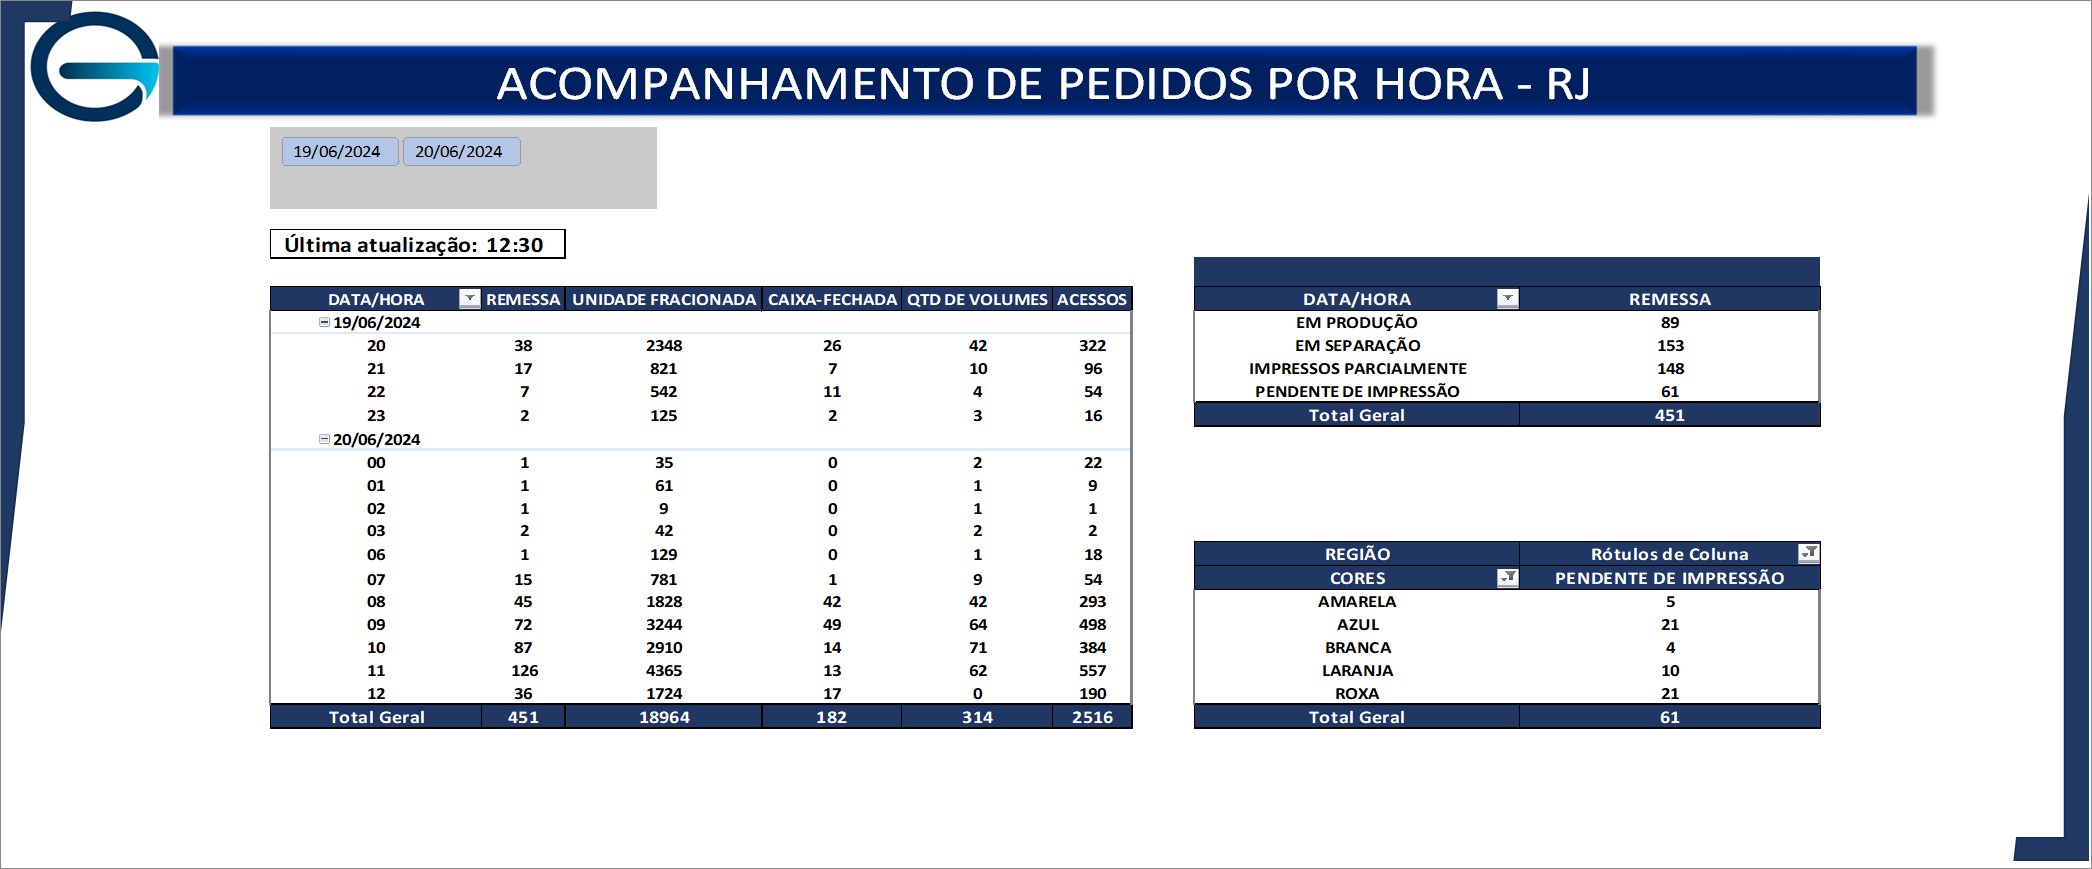 ACOMPANHAMENTO DE PEDIDOS POR HORA - RJ
19/06/2024 20/06/2024
Última atualização: 12:30
DATA/HORA REMESSA UNIDADE FRACIONADA CAIXA-FECHADA QTD DE VOLUMES ACESSOS
19/06/2024
20 38 2348 26 42 322
21 17 821 7 10 96
22 7 542 11 4 54
23 2 125 2 3 16
20/06/2024
00 1 35 0 2 22
01 1 61 0 1 9
02 1 9 0 1 1
03 2 42 0 2 2
06 1 129 0 1 18
07 15 781 1 9 54
08 45 1828 42 42 293
09 72 3244 49 64 498
10 87 2910 14 71 384
11 126 4365 13 62 557
12 36 1724 17 0 190
Total Geral 451 18964 182 314 2516
DATA/HORA REMESSA
EM PRODUÇÃO 89
EM SEPARAÇÃO 153
IMPRESSOS PARCIALMENTE 148
PENDENTE DE IMPRESSÃO 61
Total Geral 451
REGIÃO Rótulos de Coluna
CORES PENDENTE DE IMPRESSÃO
AMARELA 5
AZUL 21
BRANCA 4
LARANJA 10
ROXA 21
Total Geral 61